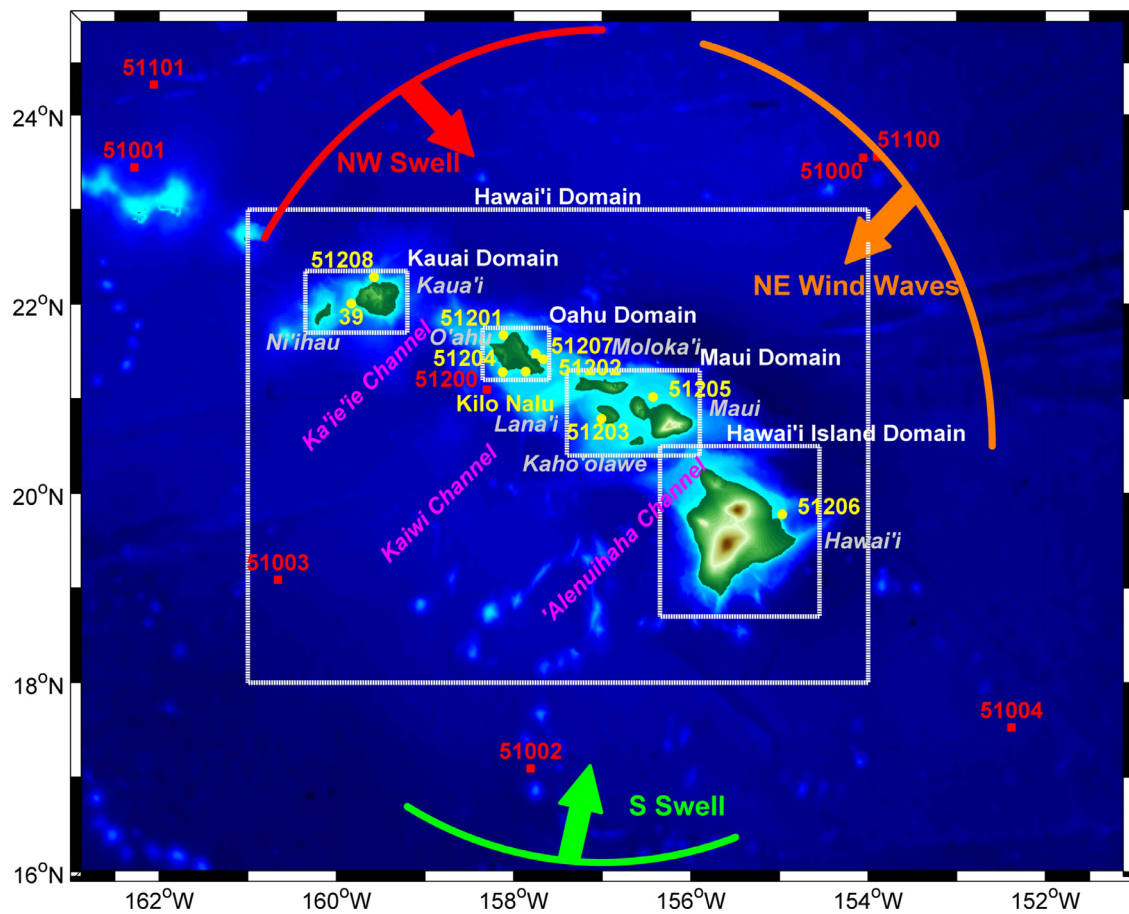 51101
24°N
51001
NW Swell
51100
51000
Hawai'i Domain
NE Wind Waves
51208
Kauai Domain
Kaua'i
22°N
39
Ni'ihau
51201
O'ahu
Oahu Domain
51207
Moloka'i
51204
51202
51200
Maui Domain
Kilo Nalu
51205
Lana'i
Maui
51203
Hawai'i Island Domain
Kaho'olawe
Ka'ie'ie Channel
Kaiwi Channel
'Alenuihaha Channel
20°N
51206
Hawai'i
51003
18°N
51004
51002
S Swell
16°N
162°W
160°W
158°W
156°W
154°W
152°W